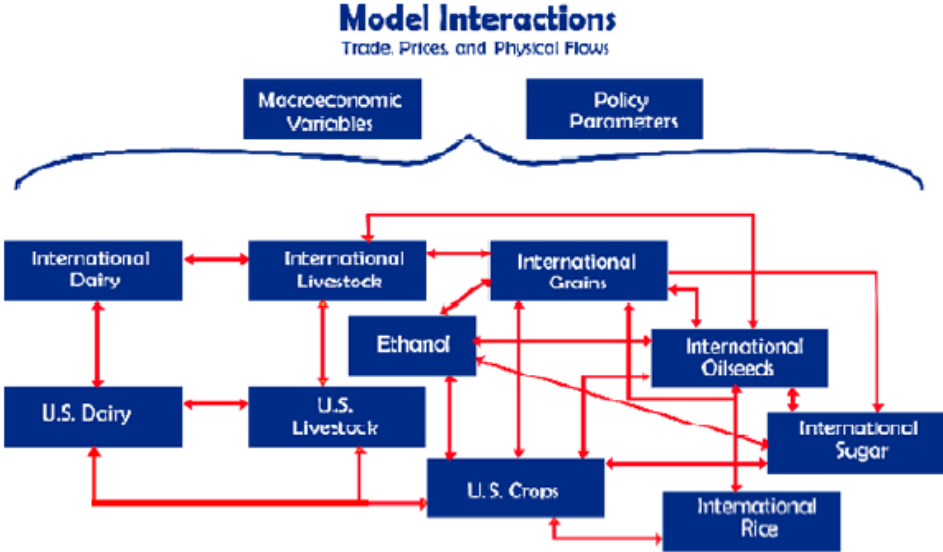 Model Interactions
Trade, Prices, and Physical Flows
Macroeconomic
Variables
Policy
Parameters
International
Dairy
International
Livestock
International
Grains
Ethanol
International
Oilseeds
U.S. Dairy
U.S.
Livestock
International
Sugar
U.S. Crops
International
Rice